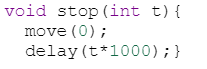 void stop(int t){
  move(0);
  delay(t*1000);}